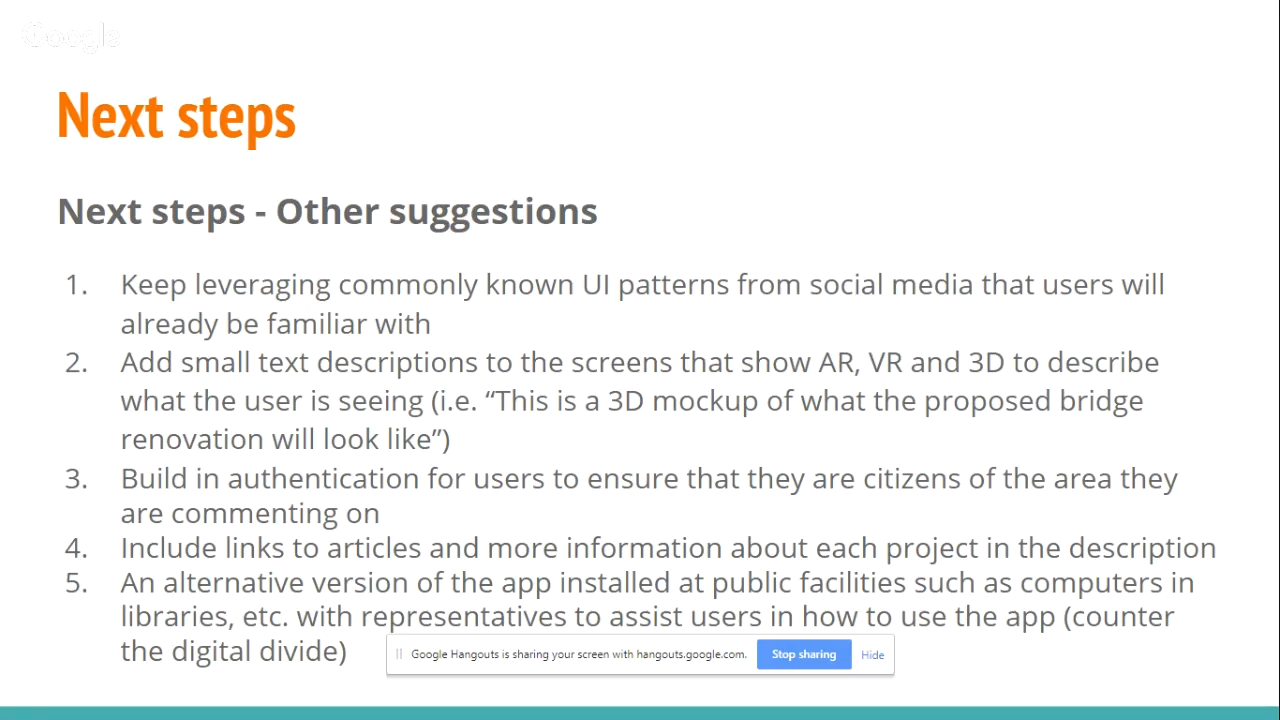 Google
Next steps
Next steps - Other suggestions
1. Keep leveraging commonly known UI patterns from social media that users will
already be familiar with
2. Add small text descriptions to the screens that show AR, VR and 3D to describe
what the user is seeing (i.e. “This is a 3D mockup of what the proposed bridge
renovation will look like”)
3. Build in authentication for users to ensure that they are citizens of the area they
are commenting on
4. Include links to articles and more information about each project in the description
5. An alternative version of the app installed at public facilities such as computers in
libraries, etc. with representatives to assist users in how to use the app (counter
the digital divide)
Google Hangouts is sharing your screen with hangouts.google.com. Stop sharing Hide